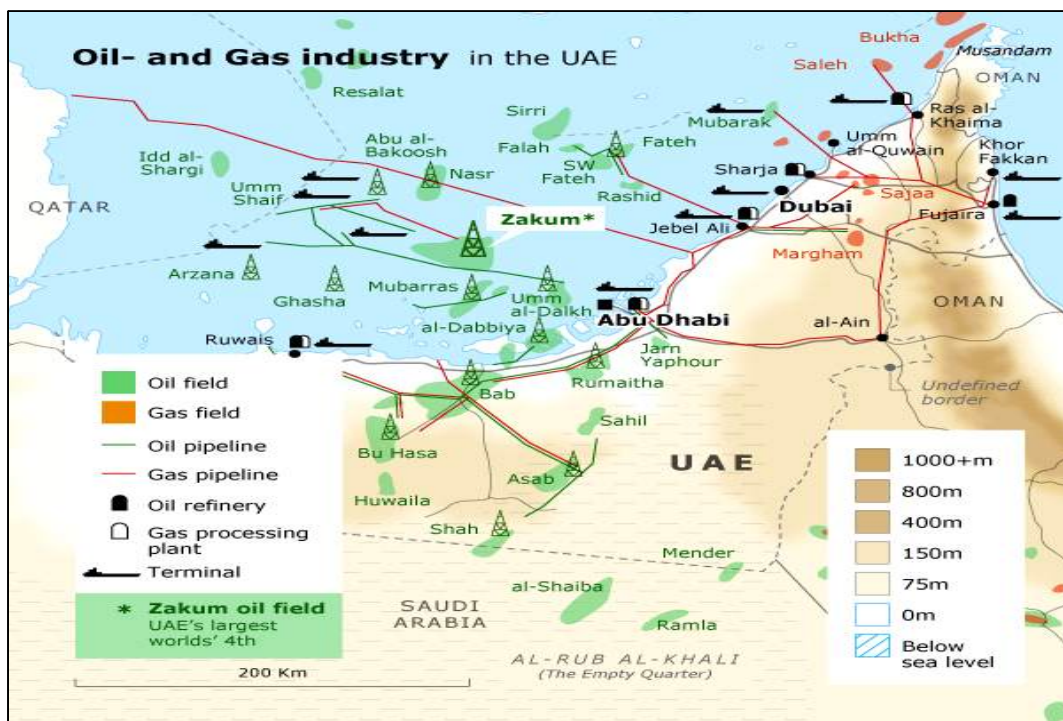 Oil- and Gas industry in the UAE
Bukha
Saleh
Musandam
OMAN
Resalat
Sirri
Mubarak
Ras al-
Khaima
Abu al-
Bakoosh
Falah
Fateh
Umm
al-Quwain
Khor
Fakkan
Idd al-
Shargi
Nasr
SW
Fateh
Sharja
Umm
Shaif
Rashid
Sajaa
QATAR
Zakum*
Dubai
Fujaira
Jebel Ali
Margham
Arzana
Ghasha
Mubarras
Umm
al-Dalkh
OMAN
Abu Dhabi
al-Dabbiya
al-Ain
Ruwais
Jarn
Yaphour
Rumaitha
Bab
Undefined
border
Sahil
Bu Hasa
UAE
Asab
Huwaila
Shah
Mender
al-Shaiba
SAUDI
ARABIA
Ramla
AL-RUB AL-KHALI
(The Empty Quarter)
Oil field
Gas field
Oil pipeline
Gas pipeline
Oil refinery
Gas processing
plant
Terminal
* Zakum oil field
UAE's largest
worlds' 4th
200 Km
1000+m
800m
400m
150m
75m
0m
Below
sea level